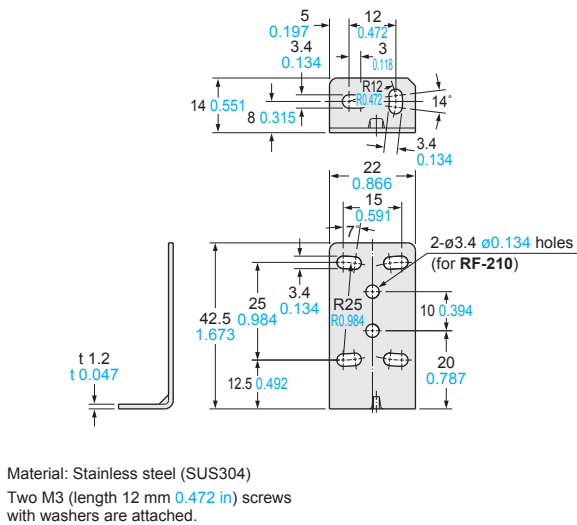 5
0.197
12
0.472
3.4
0.134
3
0.118
R12
R0.472
14°
14 0.551
8 0.315
3.4
0.134
22
0.866
15
0.591
7°
2-ø3.4 ø0.134 holes
(for RF-210)
3.4
0.134
R25
R0.984
25
0.984
42.5
1.673
10 0.394
12.5 0.492
20
0.787
t 1.2
t 0.047
Material: Stainless steel (SUS304)
Two M3 (length 12 mm 0.472 in) screws
with washers are attached.